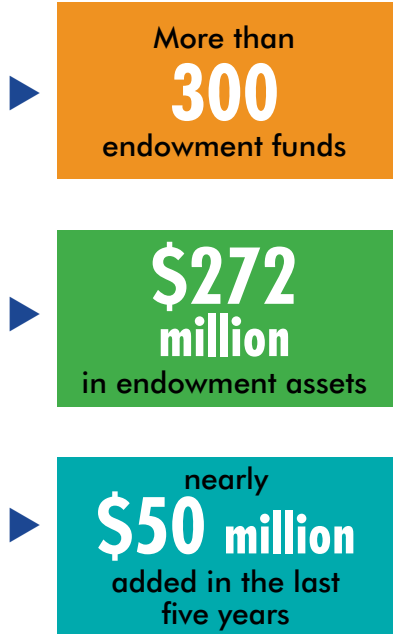 More than
300
endowment funds
$272
million
in endowment assets
nearly
$50 million
added in the last
five years